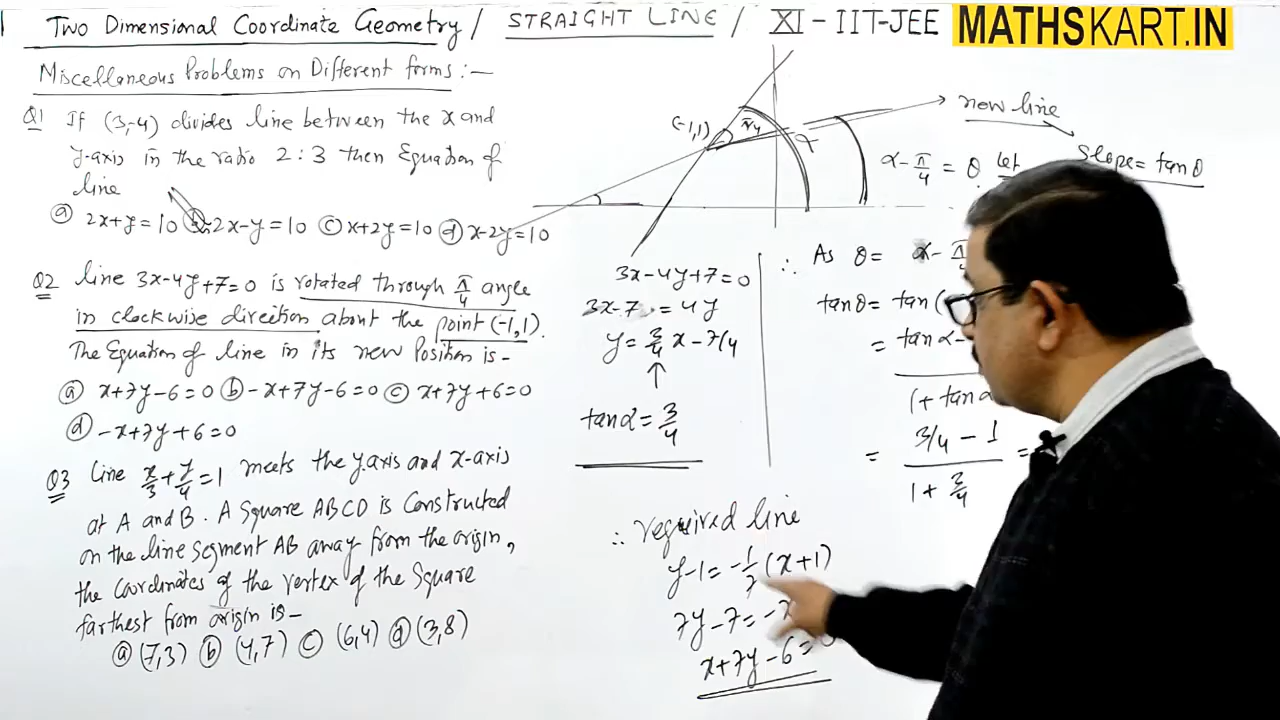 Two Dimensional Coordinate Geometry / STRAIGHT LINE / XI - IIT-JEE
MATHSKART.IN
Miscellaneous Problems on Different forms :-
Q1 If (3,-4) divides line between the x and
y-axis in the ratio 2:3 then Equation of
line
ⓐ 2x+y=10 ⓑ 2x-y=10 ⓒ x+2y=10 ⓓ x-2y=10
Q2 line 3x-4y+7=0 is rotated through π/4 angle
in clockwise direction about the point (-1,1).
The Equation of line in its new Position is -
ⓐ x+7y-6=0 ⓑ -x+7y-6=0 ⓒ x+7y+6=0
ⓓ -x+7y+6=0
Q3 Line x/3+y/4=1 meets the y axis and x-axis
at A and B. A Square ABCD is Constructed
on the line segment AB away from the origin,
the Coordinates of the vertex of the Square
farthest from origin is-
ⓐ (7,3) ⓑ (4,7) ⓒ (6,4) ⓓ (3,8)
(-1,1)
π/4
α
new line
Slope = tan θ
α - π/4 = θ let
3x-4y+7=0
3x-7 = 4y
y = 3/4 x - 7/4
tanα = 3/4
∴ As θ = α -
tanθ = tan (
= tanα -
1 + tan α
= 3/4 - 1
1 + 3/4
=
∴ required line
y-1 = -1/7 (x+1)
7y-7 = -x
x+7y-6=0